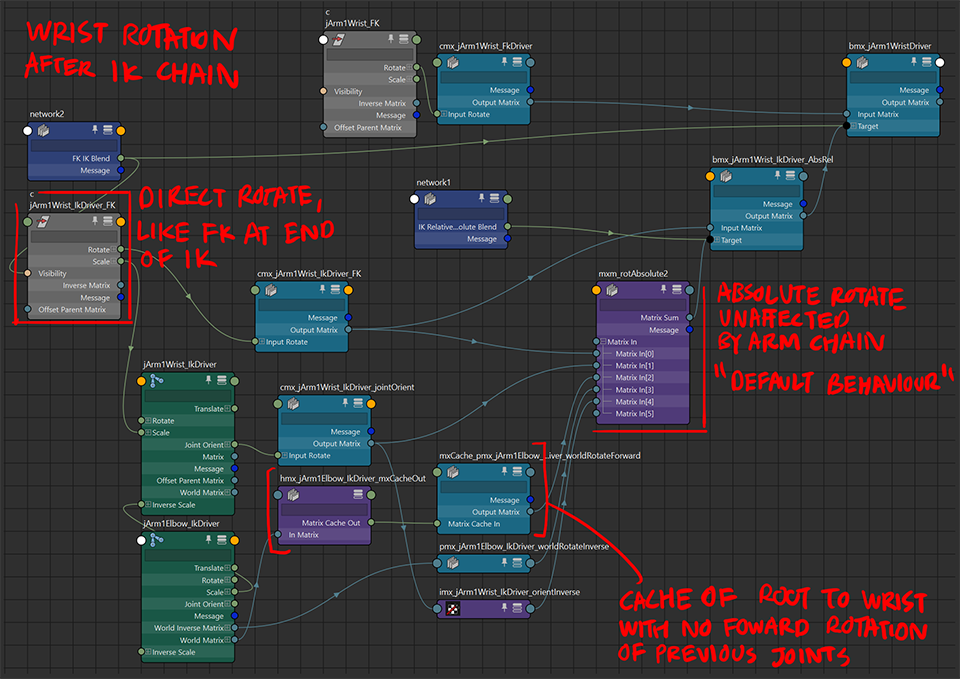 WRIST ROTATION
AFTER IK CHAIN
c
jArm1Wrist_FK
Rotate
Scale
Visibility
Inverse Matrix
Message
Offset Parent Matrix
cmx_jArm1Wrist_FkDriver
Message
Output Matrix
Input Rotate
bmx_jArm1WristDriver
Message
Output Matrix
Input Matrix
Target
network2
FK IK Blend
Message
c
jArm1Wrist_IkDriver_FK
Rotate
Scale
Visibility
Inverse Matrix
Message
Offset Parent Matrix
DIRECT ROTATE,
LIKE FK AT END
OF IK
network1
IK Relative...olute Blend
Message
bmx_jArm1Wrist_IkDriver_AbsRel
Message
Output Matrix
Input Matrix
Target
cmx_jArm1Wrist_IkDriver_FK
Message
Output Matrix
Input Rotate
mxm_rotAbsolute2
Matrix Sum
Message
Matrix In
Matrix In[0]
Matrix In[1]
Matrix In[2]
Matrix In[3]
Matrix In[4]
Matrix In[5]
ABSOLUTE ROTATE
UNAFFECTED
BY ARM CHAIN
"DEFAULT BEHAVIOUR"
jArm1Wrist_IkDriver
Translate
Rotate
Scale
Joint Orient
Matrix
Message
Offset Parent Matrix
World Matrix
Inverse Scale
cmx_jArm1Wrist_IkDriver_jointOrient
Message
Output Matrix
Input Rotate
hmx_jArm1Elbow_IkDriver_mxCacheOut
Matrix Cache Out
In Matrix
mxCache_pmx_jArm1Elbow_...iver_worldRotateForward
Message
Output Matrix
Matrix Cache In
pmx_jArm1Elbow_IkDriver_worldRotateInverse
imx_jArm1Wrist_IkDriver_orientInverse
jArm1Elbow_IkDriver
Translate
Rotate
Scale
Joint Orient
Message
World Inverse Matrix
World Matrix
Inverse Scale
CACHE OF ROOT TO WRIST
WITH NO FOWARD ROTATION
OF PREVIOUS JOINTS